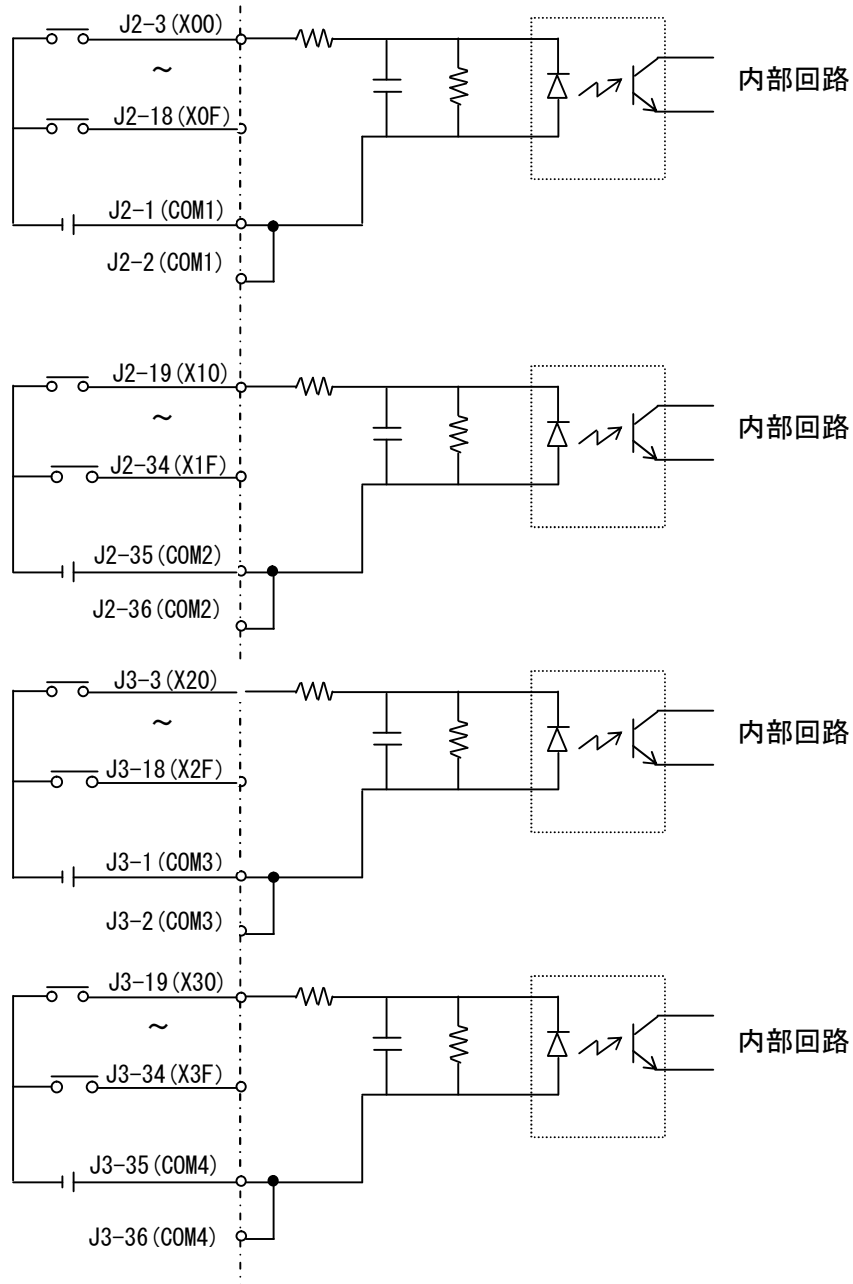 J2-3(X00)
～
内部回路
J2-18(X0F)
J2-1(COM1)
J2-2(COM1)
J2-19(X10)
～
内部回路
J2-34(X1F)
J2-35(COM2)
J2-36(COM2)
J3-3(X20)
～
内部回路
J3-18(X2F)
J3-1(COM3)
J3-2(COM3)
J3-19(X30)
～
内部回路
J3-34(X3F)
J3-35(COM4)
J3-36(COM4)